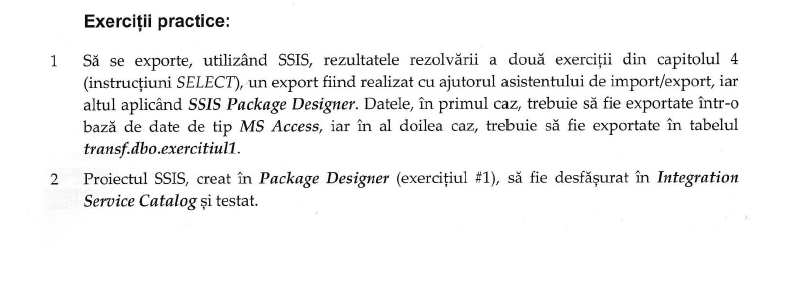 Exerciții practice:
1 Să se exporte, utilizând SSIS, rezultatele rezolvării a două exerciții din capitolul 4
(instrucțiuni SELECT), un export fiind realizat cu ajutorul asistentului de import/export, iar
altul aplicând SSIS Package Designer. Datele, în primul caz, trebuie să fie exportate într-o
bază de date de tip MS Access, iar în al doilea caz, trebuie să fie exportate în tabelul
transf.dbo.exercitiul1.
2 Proiectul SSIS, creat în Package Designer (exercițiul #1), să fie desfășurat în Integration
Service Catalog și testat.